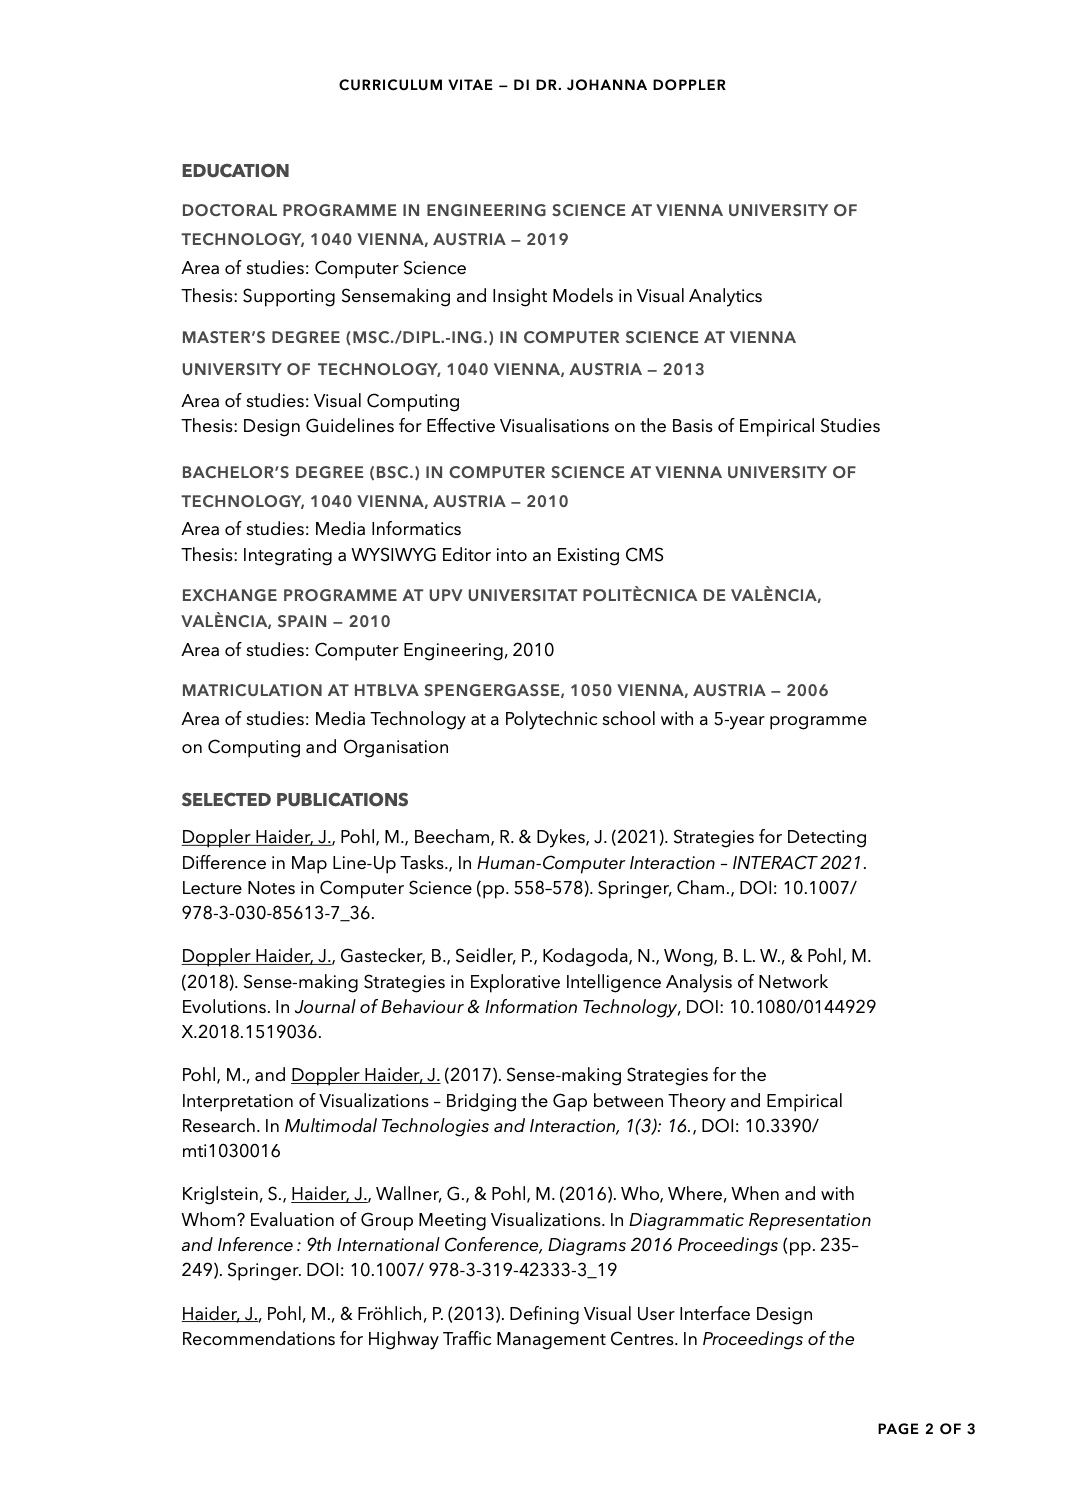 CURRICULUM VITAE – DI DR. JOHANNA DOPPLER
EDUCATION
DOCTORAL PROGRAMME IN ENGINEERING SCIENCE AT VIENNA UNIVERSITY OF
TECHNOLOGY, 1040 VIENNA, AUSTRIA – 2019
Area of studies: Computer Science
Thesis: Supporting Sensemaking and Insight Models in Visual Analytics
MASTER’S DEGREE (MSC./DIPL.-ING.) IN COMPUTER SCIENCE AT VIENNA
UNIVERSITY OF TECHNOLOGY, 1040 VIENNA, AUSTRIA – 2013
Area of studies: Visual Computing
Thesis: Design Guidelines for Effective Visualisations on the Basis of Empirical Studies
BACHELOR’S DEGREE (BSC.) IN COMPUTER SCIENCE AT VIENNA UNIVERSITY OF
TECHNOLOGY, 1040 VIENNA, AUSTRIA – 2010
Area of studies: Media Informatics
Thesis: Integrating a WYSIWYG Editor into an Existing CMS
EXCHANGE PROGRAMME AT UPV UNIVERSITAT POLITÈCNICA DE VALÈNCIA,
VALÈNCIA, SPAIN – 2010
Area of studies: Computer Engineering, 2010
MATRICULATION AT HTBLVA SPENGERGASSE, 1050 VIENNA, AUSTRIA – 2006
Area of studies: Media Technology at a Polytechnic school with a 5-year programme
on Computing and Organisation
SELECTED PUBLICATIONS
Doppler Haider, J., Pohl, M., Beecham, R. & Dykes, J. (2021). Strategies for Detecting
Difference in Map Line-Up Tasks., In Human-Computer Interaction – INTERACT 2021.
Lecture Notes in Computer Science (pp. 558–578). Springer, Cham., DOI: 10.1007/
978-3-030-85613-7_36.
Doppler Haider, J., Gastecker, B., Seidler, P., Kodagoda, N., Wong, B. L. W., & Pohl, M.
(2018). Sense-making Strategies in Explorative Intelligence Analysis of Network
Evolutions. In Journal of Behaviour & Information Technology, DOI: 10.1080/0144929
X.2018.1519036.
Pohl, M., and Doppler Haider, J. (2017). Sense-making Strategies for the
Interpretation of Visualizations – Bridging the Gap between Theory and Empirical
Research. In Multimodal Technologies and Interaction, 1(3): 16., DOI: 10.3390/
mti1030016
Kriglstein, S., Haider, J., Wallner, G., & Pohl, M. (2016). Who, Where, When and with
Whom? Evaluation of Group Meeting Visualizations. In Diagrammatic Representation
and Inference : 9th International Conference, Diagrams 2016 Proceedings (pp. 235–
249). Springer. DOI: 10.1007/ 978-3-319-42333-3_19
Haider, J., Pohl, M., & Fröhlich, P. (2013). Defining Visual User Interface Design
Recommendations for Highway Traffic Management Centres. In Proceedings of the
PAGE 2 OF 3